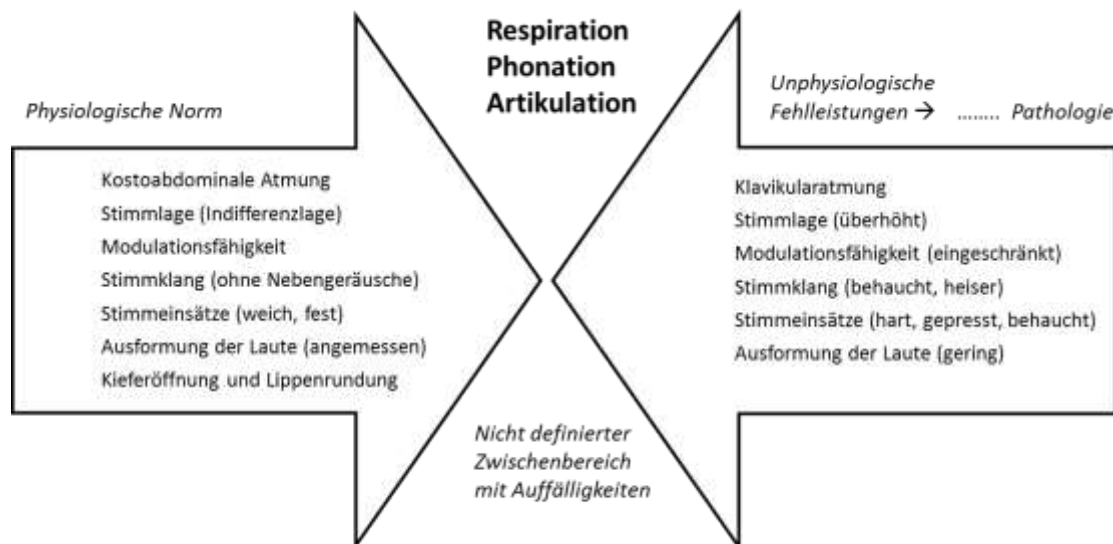 Respiration
Phonation
Artikulation
Physiologische Norm
Unphysiologische
Fehlleistungen → ........ Pathologie
Kostoabdominale Atmung
Stimmlage (Indifferenzlage)
Modulationsfähigkeit
Stimmklang (ohne Nebengeräusche)
Stimmeinsätze (weich, fest)
Ausformung der Laute (angemessen)
Kieferöffnung und Lippenrundung
Klavikularatmung
Stimmlage (überhöht)
Modulationsfähigkeit (eingeschränkt)
Stimmklang (behaucht, heiser)
Stimmeinsätze (hart, gepresst, behaucht)
Ausformung der Laute (gering)
Nicht definierter
Zwischenbereich
mit Auffälligkeiten